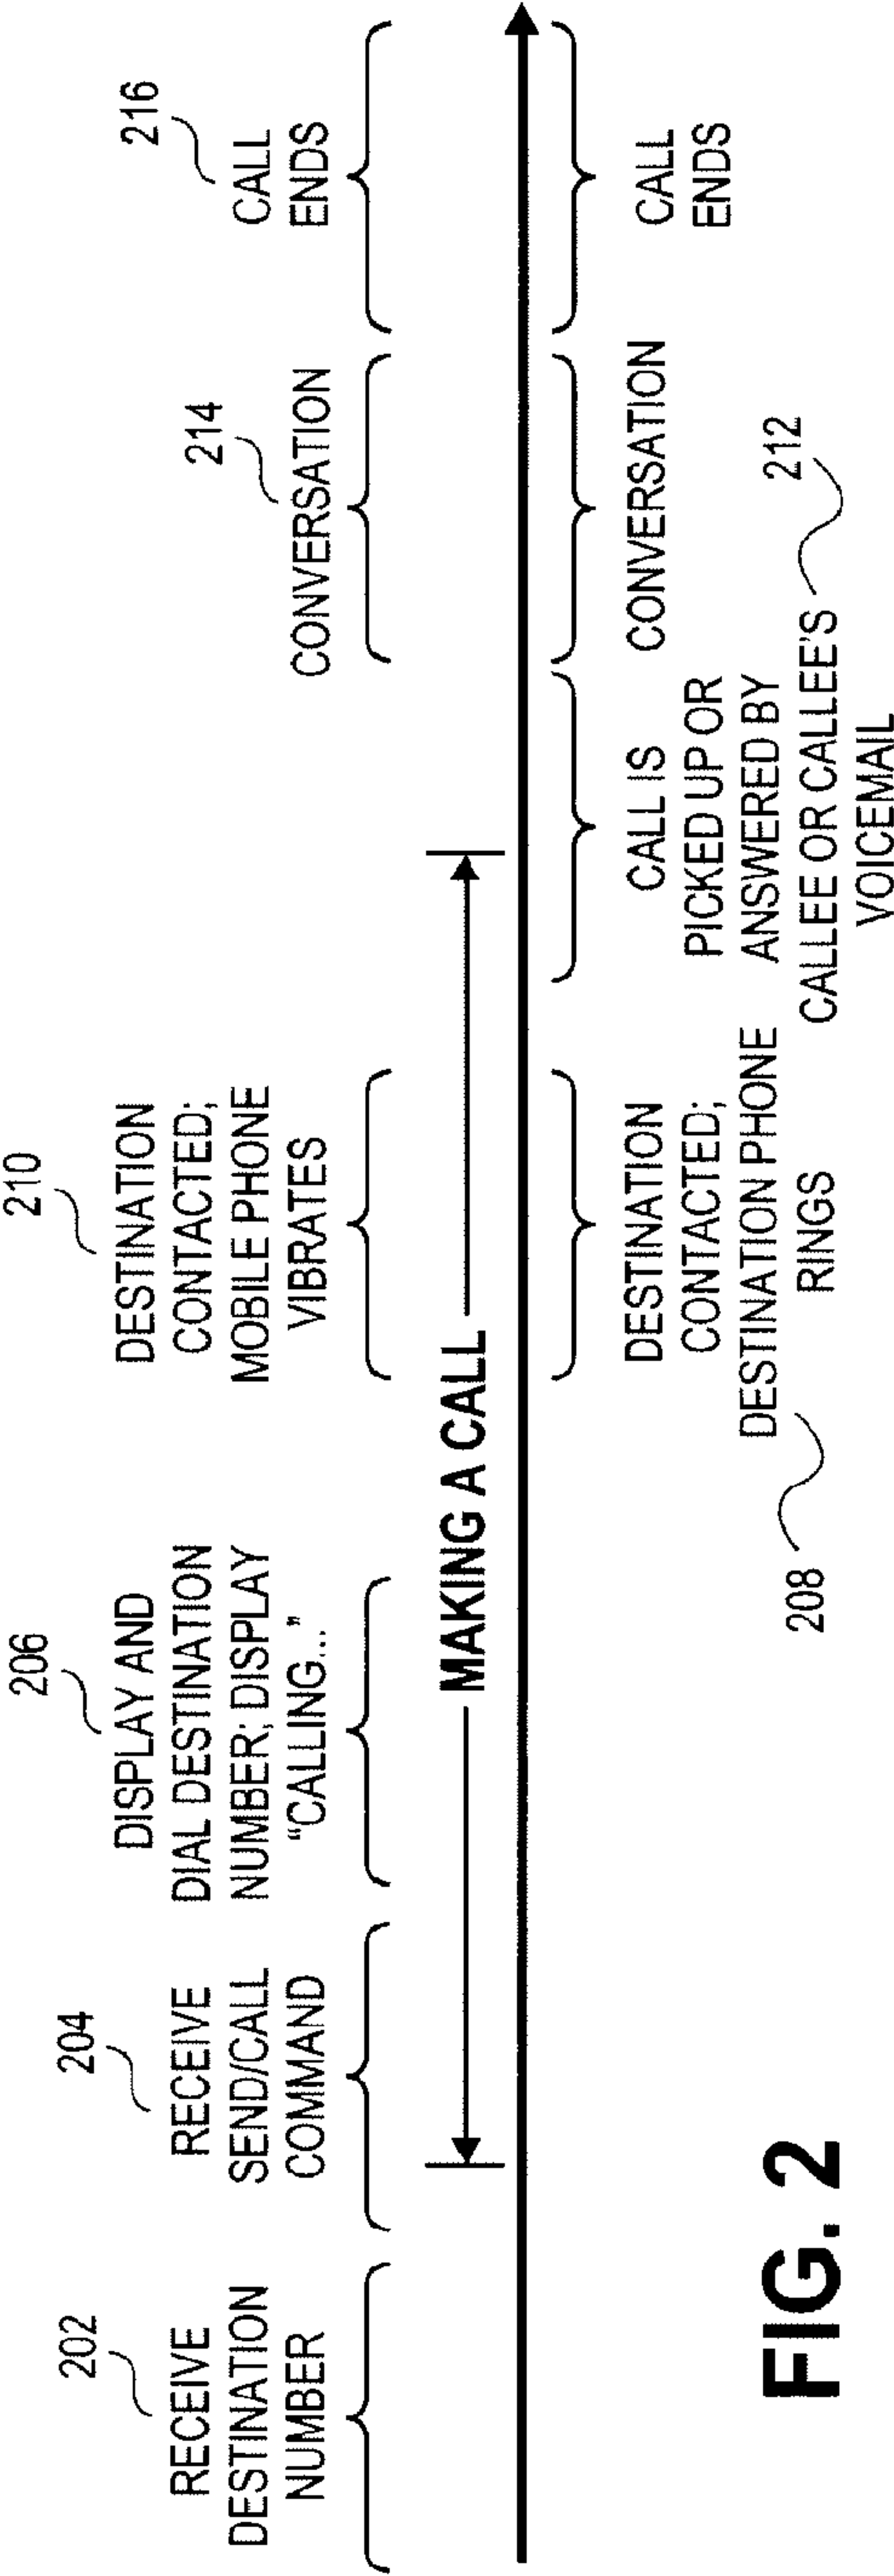 202
RECEIVE
DESTINATION
NUMBER
204
RECEIVE
SEND/CALL
COMMAND
206
DISPLAY AND
DIAL DESTINATION
NUMBER; DISPLAY
“CALLING...”
210
DESTINATION
CONTACTED;
MOBILE PHONE
VIBRATES
214
CONVERSATION
216
CALL
ENDS
MAKING A CALL
208
DESTINATION
CONTACTED;
DESTINATION PHONE
RINGS
CALL IS
PICKED UP OR
ANSWERED BY
CALLEE OR CALLEE'S
VOICEMAIL
212
CONVERSATION
CALL
ENDS
FIG. 2